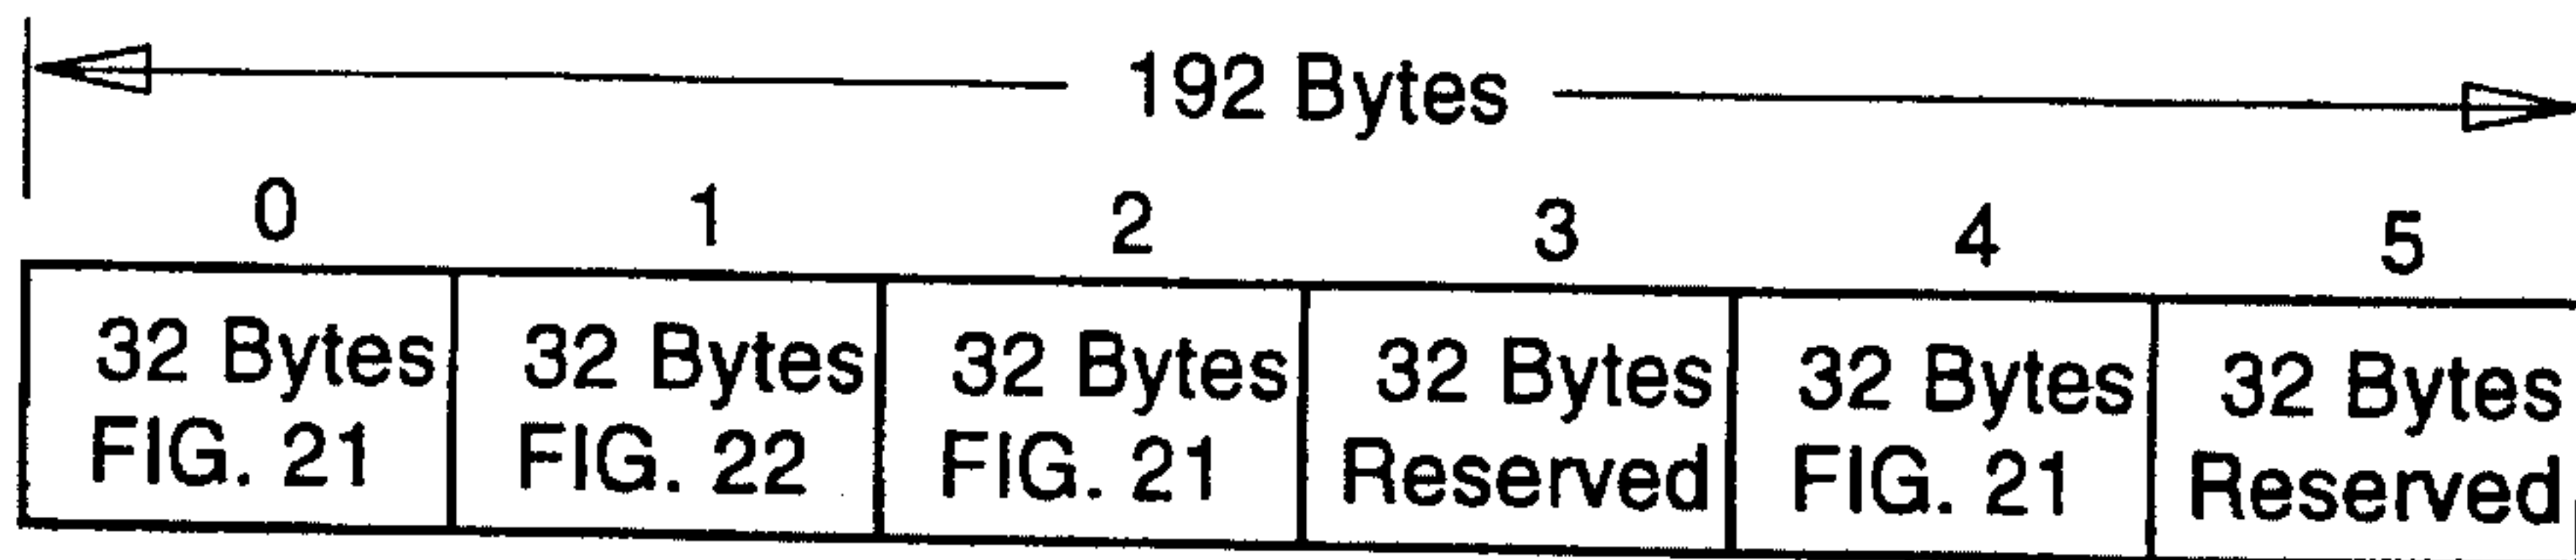 192 Bytes
0 1 2 3 4 5
32 Bytes 32 Bytes 32 Bytes 32 Bytes 32 Bytes 32 Bytes
FIG. 21 FIG. 22 FIG. 21 Reserved FIG. 21 Reserved